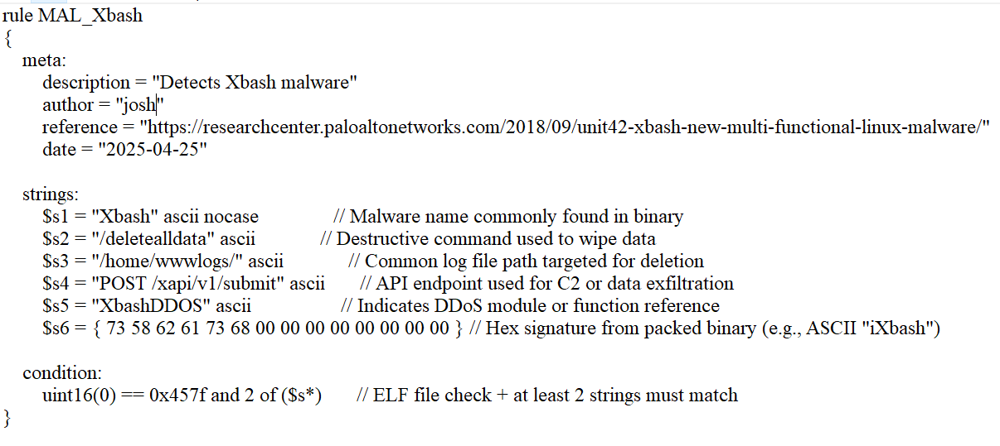 rule MAL_Xbash
{
meta:
description = "Detects Xbash malware"
author = "josh"
reference = "https://researchcenter.paloaltonetworks.com/2018/09/unit42-xbash-new-multi-functional-linux-malware/"
date = "2025-04-25"
strings:
$s1 = "Xbash" ascii nocase // Malware name commonly found in binary
$s2 = "/deletealldata" ascii // Destructive command used to wipe data
$s3 = "/home/wwwlogs/" ascii // Common log file path targeted for deletion
$s4 = "POST /xapi/v1/submit" ascii // API endpoint used for C2 or data exfiltration
$s5 = "XbashDDOS" ascii // Indicates DDoS module or function reference
$s6 = { 73 58 62 61 73 68 00 00 00 00 00 00 00 00 } // Hex signature from packed binary (e.g., ASCII "iXbash")
condition:
uint16(0) == 0x457f and 2 of ($s*) // ELF file check + at least 2 strings must match
}